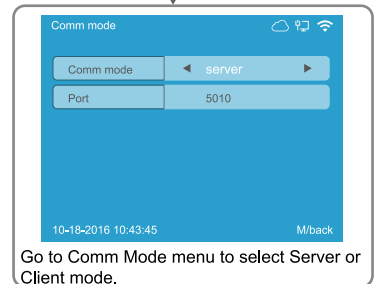 Comm mode
Comm mode ◀ server ▶
Port 5010
10-18-2016 10:43:45 M/back
Go to Comm Mode menu to select Server or
Client mode.